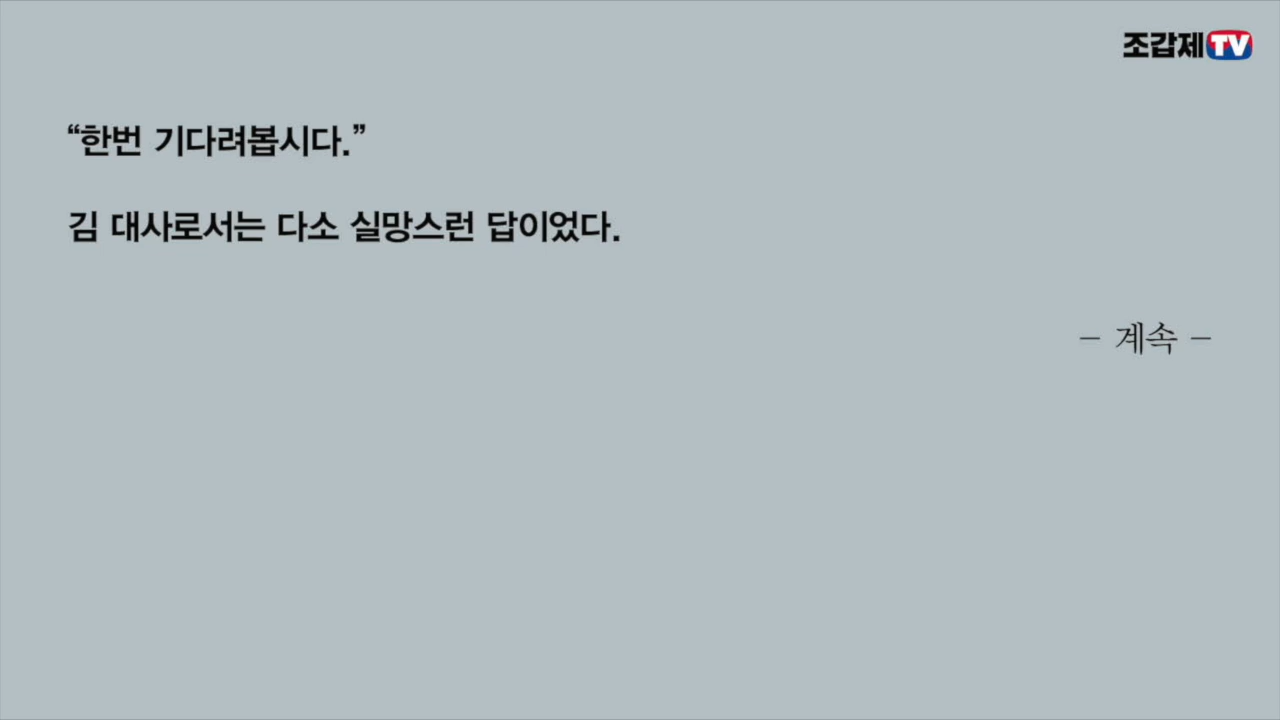 조갑제TV
“한번 기다려봅시다.”
김 대사로서는 다소 실망스런 답이었다.
– 계속 –